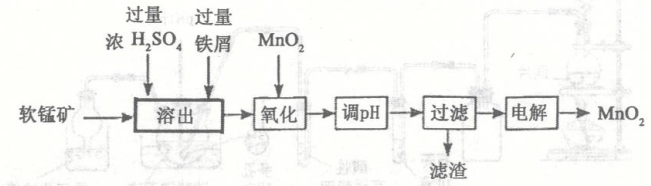 过量 过量
浓 H₂SO₄ 铁屑 MnO₂
软锰矿 溶出 氧化 调pH 过滤 电解 MnO₂
滤渣